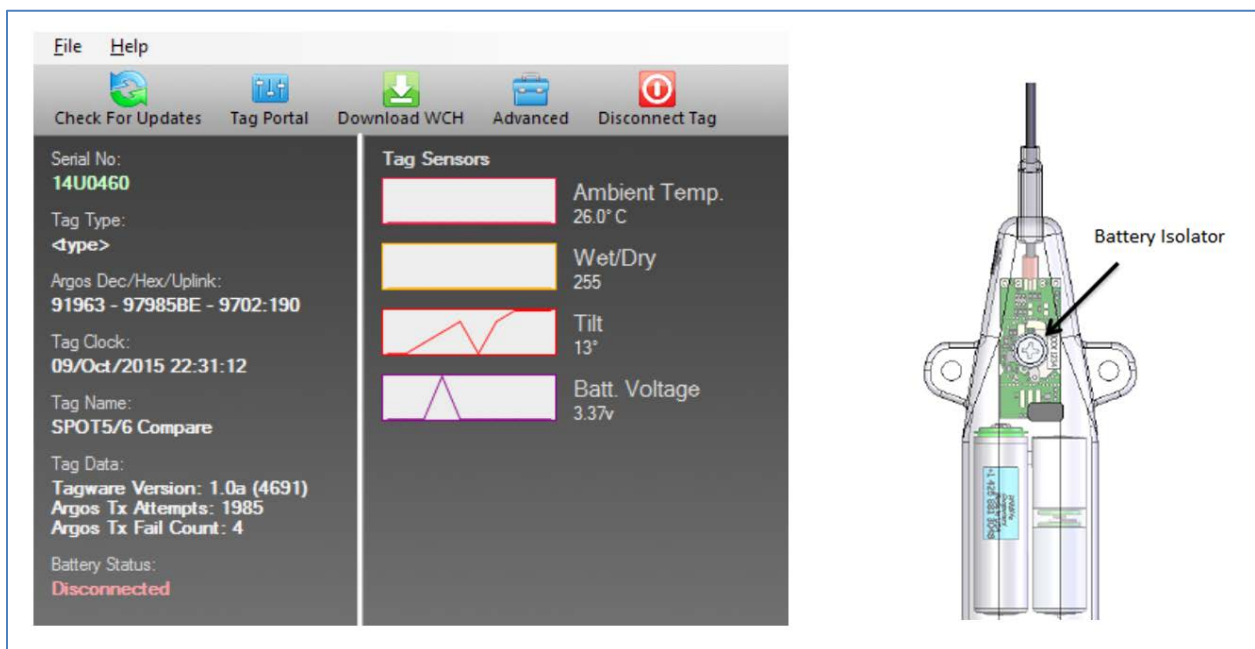 File Help
Check For Updates Tag Portal Download WCH Advanced Disconnect Tag
Serial No:
14U0460
Tag Type:
<type>
Argos Dec/Hex/Uplink:
91963 - 97985BE - 9702:190
Tag Clock:
09/Oct/2015 22:31:12
Tag Name:
SPOT5/6 Compare
Tag Data:
Tagware Version: 1.0a (4691)
Argos Tx Attempts: 1985
Argos Tx Fail Count: 4
Battery Status:
Disconnected
Tag Sensors
Ambient Temp.
26.0° C
Wet/Dry
255
Tilt
13°
Batt. Voltage
3.37v
Battery Isolator